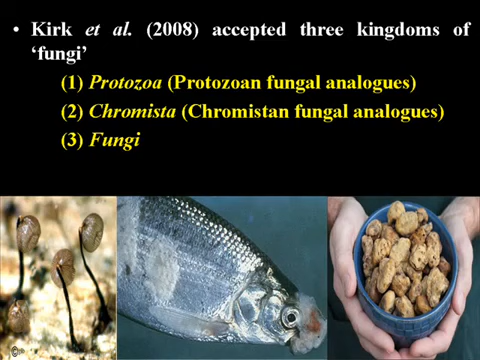 • Kirk et al. (2008) accepted three kingdoms of
‘fungi’
(1) Protozoa (Protozoan fungal analogues)
(2) Chromista (Chromistan fungal analogues)
(3) Fungi
©